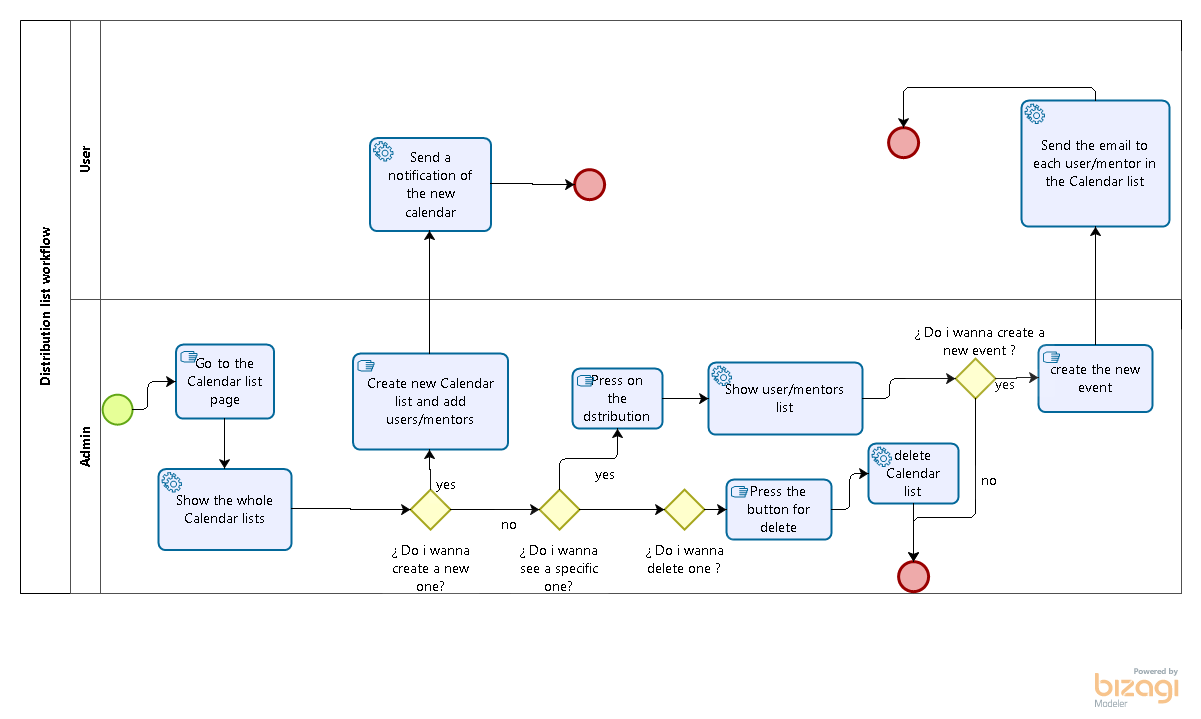 Distribution list workflow
User
Send a
notification of
the new
calendar
Send the email to
each user/mentor in
the Calendar list
Admin
Go to the
Calendar list
page
Show the whole
Calendar lists
Create new Calendar
list and add
users/mentors
yes
¿ Do i wanna
create a new
one?
no
¿ Do i wanna
see a specific
one?
yes
Press on
the
dstribution
Show user/mentors
list
¿ Do i wanna
delete one ?
Press the
button for
delete
delete
Calendar
list
¿ Do i wanna create a
new event ?
yes
no
create the new
event
Powered by
bizagi
Modeler